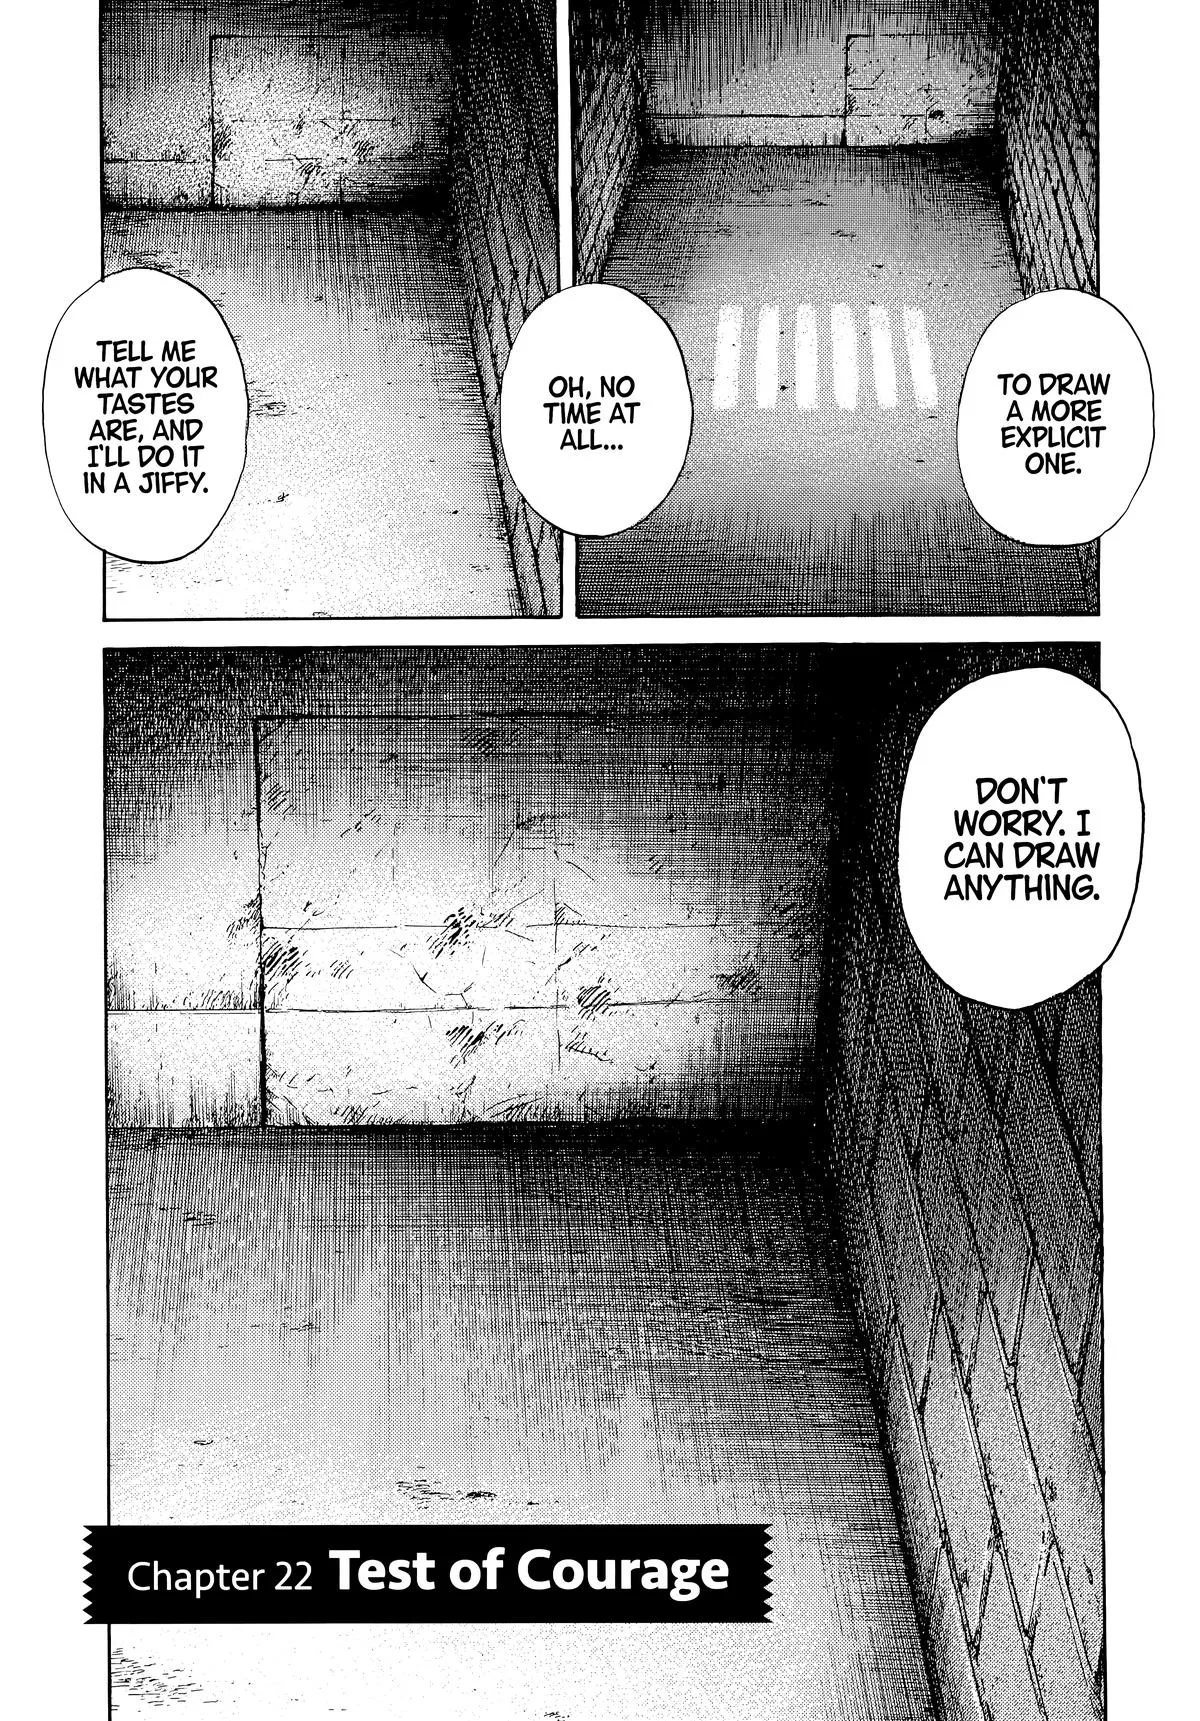 TO DRAW
A MORE
EXPLICIT
ONE.
OH, NO
TIME AT
ALL...
TELL ME
WHAT YOUR
TASTES
ARE, AND
I'LL DO IT
IN A JIFFY.
DON'T
WORRY. I
CAN DRAW
ANYTHING.
Chapter 22 Test of Courage